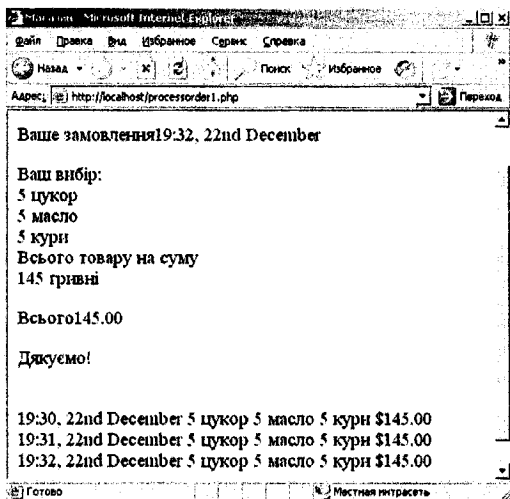 Магазин - Microsoft Internet Explorer
Файл Правка Вид Избранное Сервис Справка
Назад Поиск Избранное
Адрес: http://localhost/processorder1.php Переход
Ваше замовлення19:32, 22nd December
Ваш вибір:
5 цукор
5 масло
5 кури
Всього товару на суму
145 гривні
Всього145.00
Дякуємо!
19:30, 22nd December 5 цукор 5 масло 5 кури $145.00
19:31, 22nd December 5 цукор 5 масло 5 кури $145.00
19:32, 22nd December 5 цукор 5 масло 5 кури $145.00
Готово Местная интрасеть